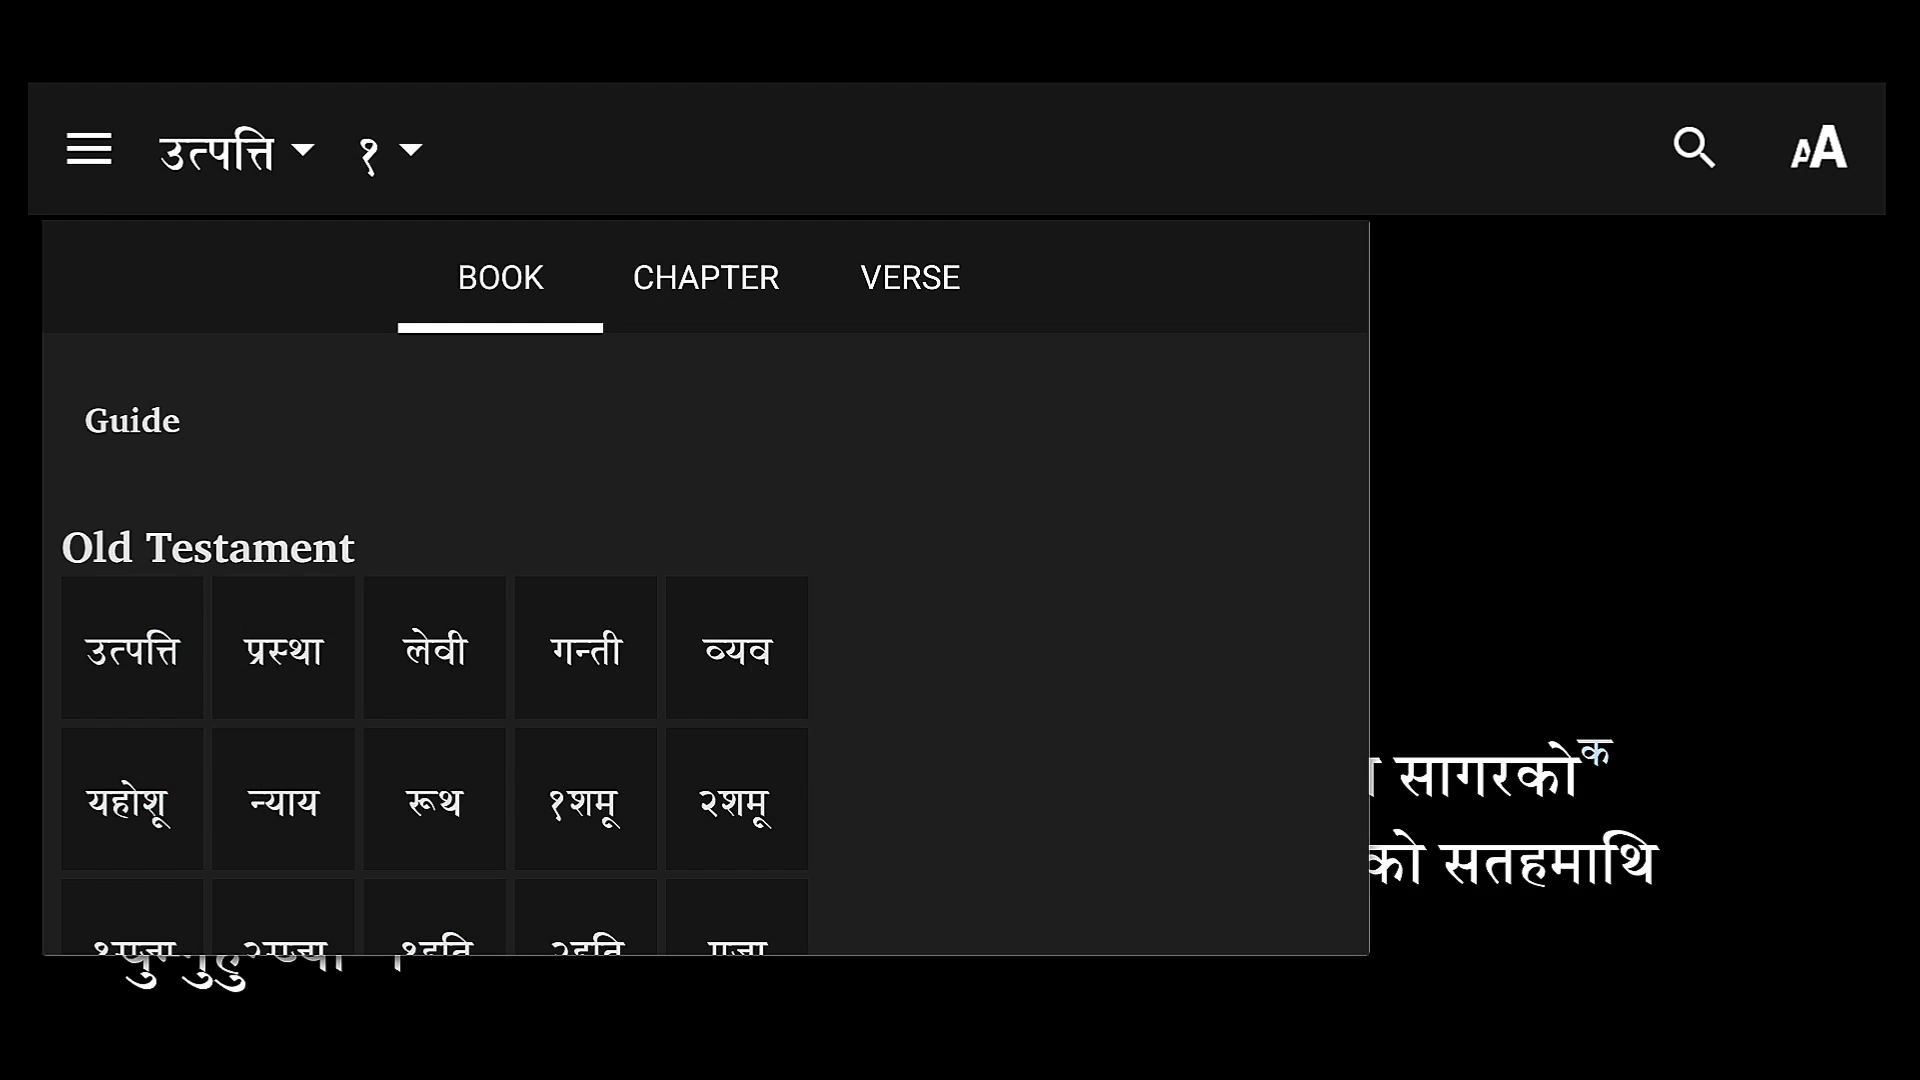 उत्पत्ति १
AA
BOOK CHAPTER VERSE
Guide
Old Testament
उत्पत्ति प्रस्था लेवी गन्ती व्यव
यहोशू न्याय रूथ १शमू २शमू
सागरकोक
को सतहमाथि